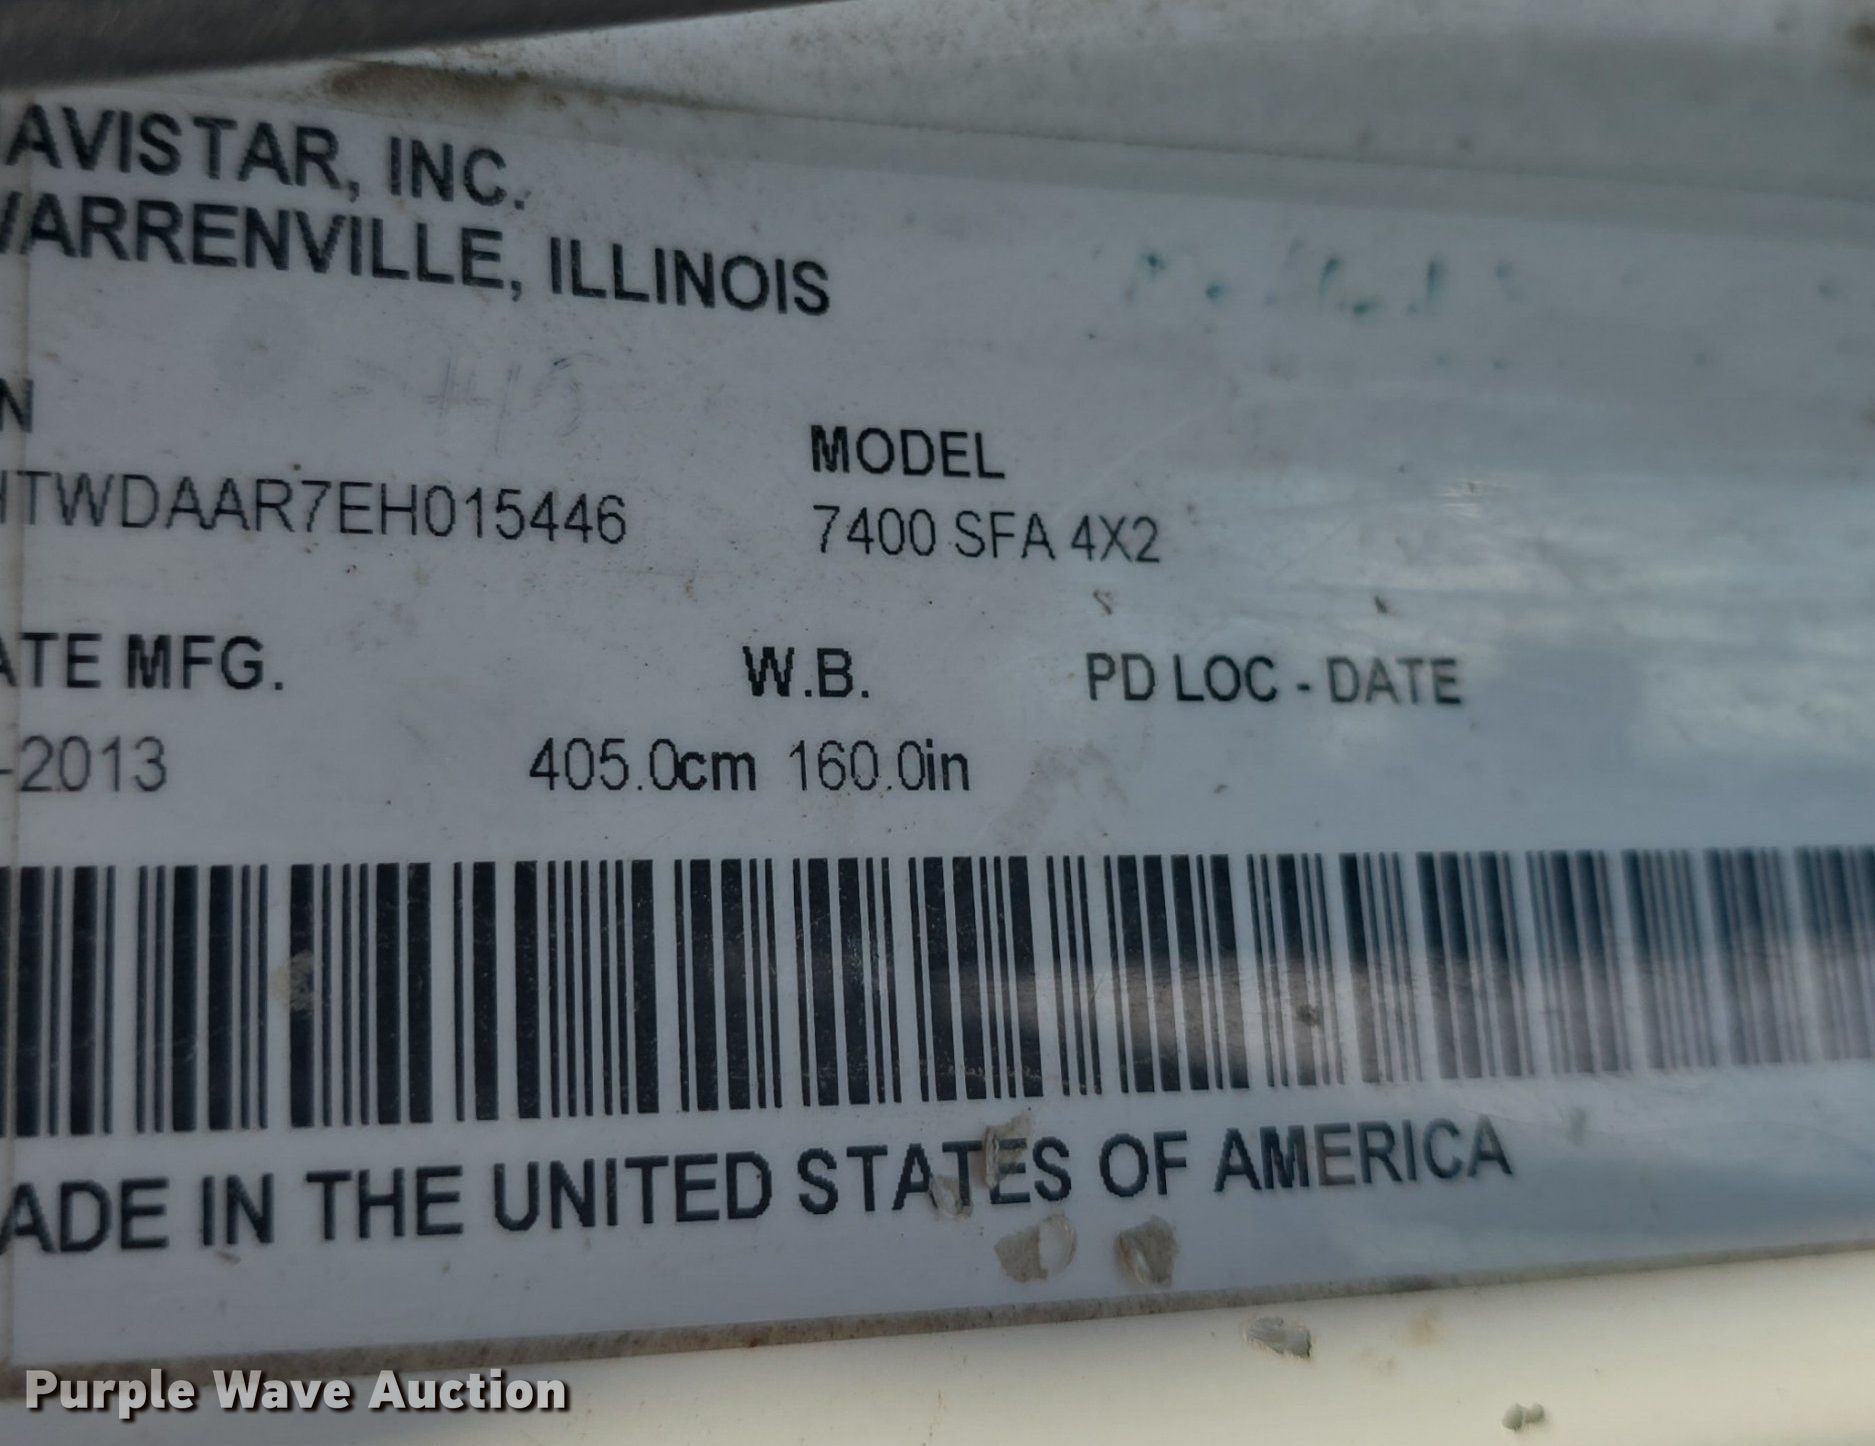 AVISTAR, INC.
WARRENVILLE, ILLINOIS
N
MODEL
HTWDAAR7EH015446
7400 SFA 4X2
ATE MFG.
W.B.
PD LOC - DATE
-2013
405.0cm 160.0in
ADE IN THE UNITED STATES OF AMERICA
Purple Wave Auction